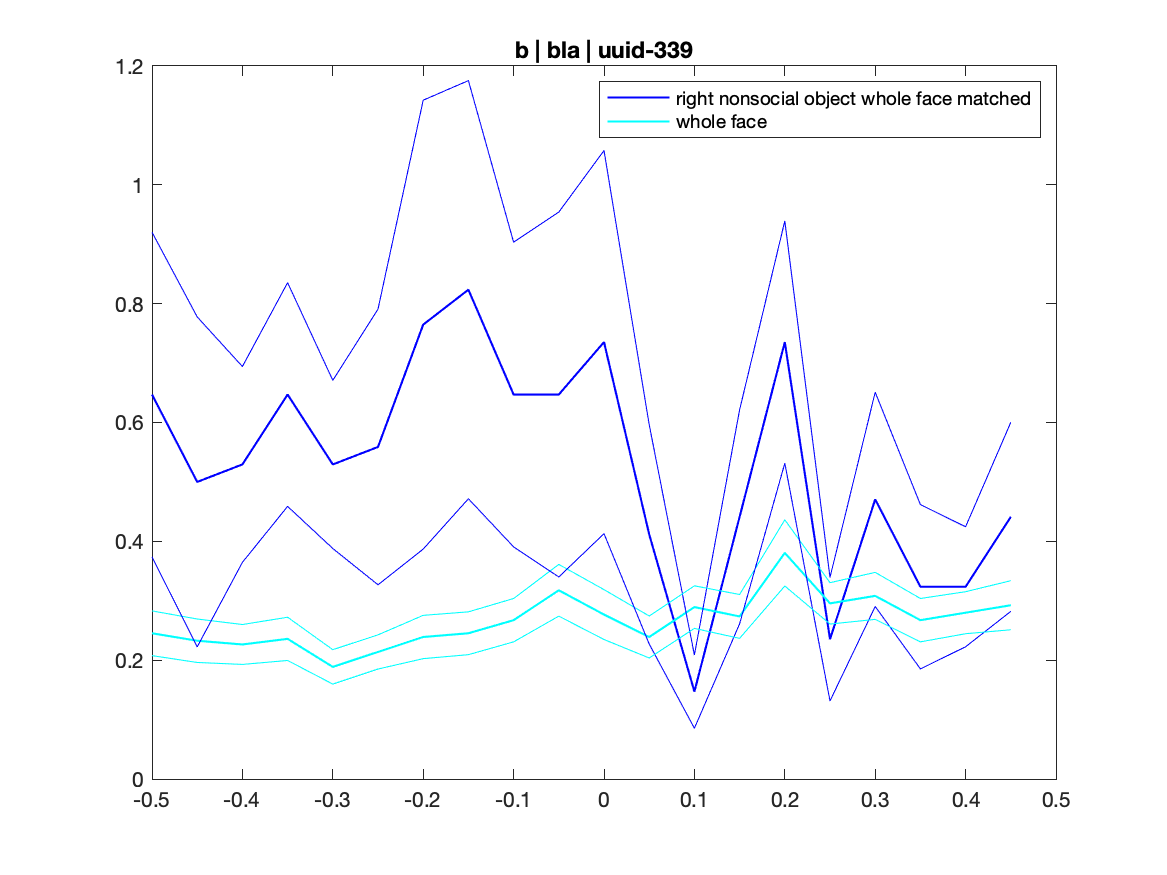 b | bla | uuid-339
right nonsocial object whole face matched
whole face
1.2
1
0.8
0.6
0.4
0.2
0
-0.5 -0.4 -0.3 -0.2 -0.1 0 0.1 0.2 0.3 0.4 0.5